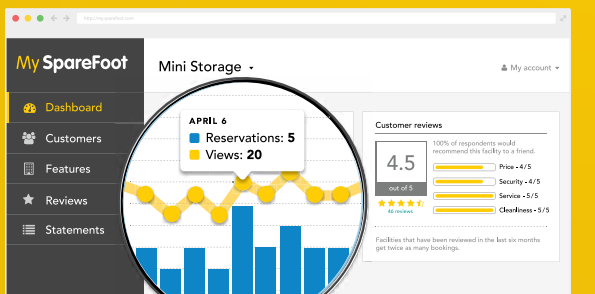 http://my.sparefoot.com
My SpareFoot
Mini Storage
My account
Dashboard
Customers
Features
Reviews
Statements
APRIL 6
Reservations: 5
Views: 20
Customer reviews
4.5
out of 5
46 reviews
100% of respondents would
recommend this facility to a friend.
Price - 4/5
Security - 4/5
Service - 5/5
Cleanliness - 5/5
Facilities that have been reviewed in the last six months
get twice as many bookings.